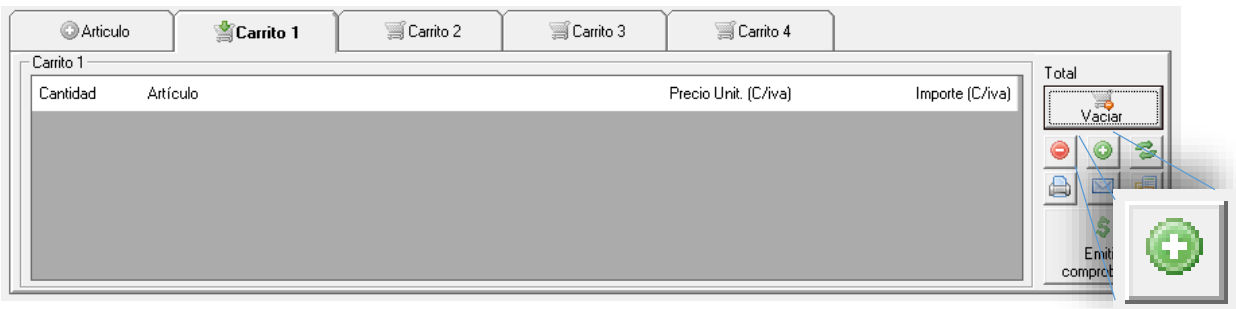 Articulo
Carrito 1
Carrito 2
Carrito 3
Carrito 4
Carrito 1
Cantidad Artículo Precio Unit. (C/iva) Importe (C/iva)
Total
Vaciar